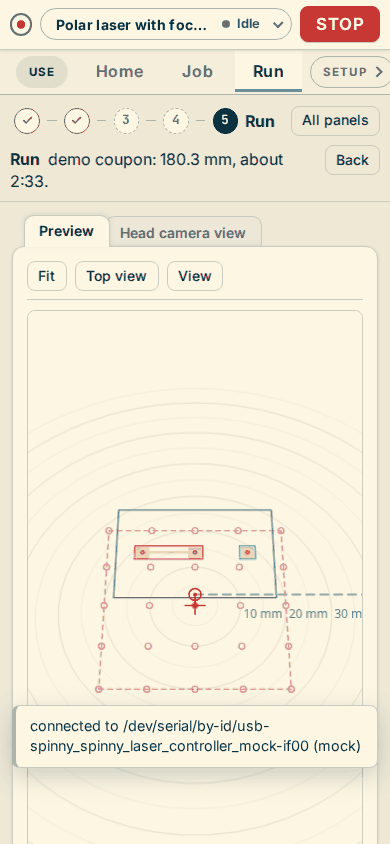 Polar laser with foc... Idle STOP
USE Home Job Run SETUP
3 4 5 Run All panels
Run demo coupon: 180.3 mm, about 2:33. Back
Preview Head camera view
Fit Top view View
10 mm 20 mm 30 m
connected to /dev/serial/by-id/usb-
spinny_spinny_laser_controller_mock-if00 (mock)